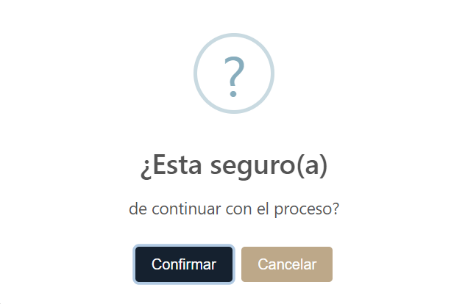 ?
¿Esta seguro(a)
de continuar con el proceso?
Confirmar Cancelar